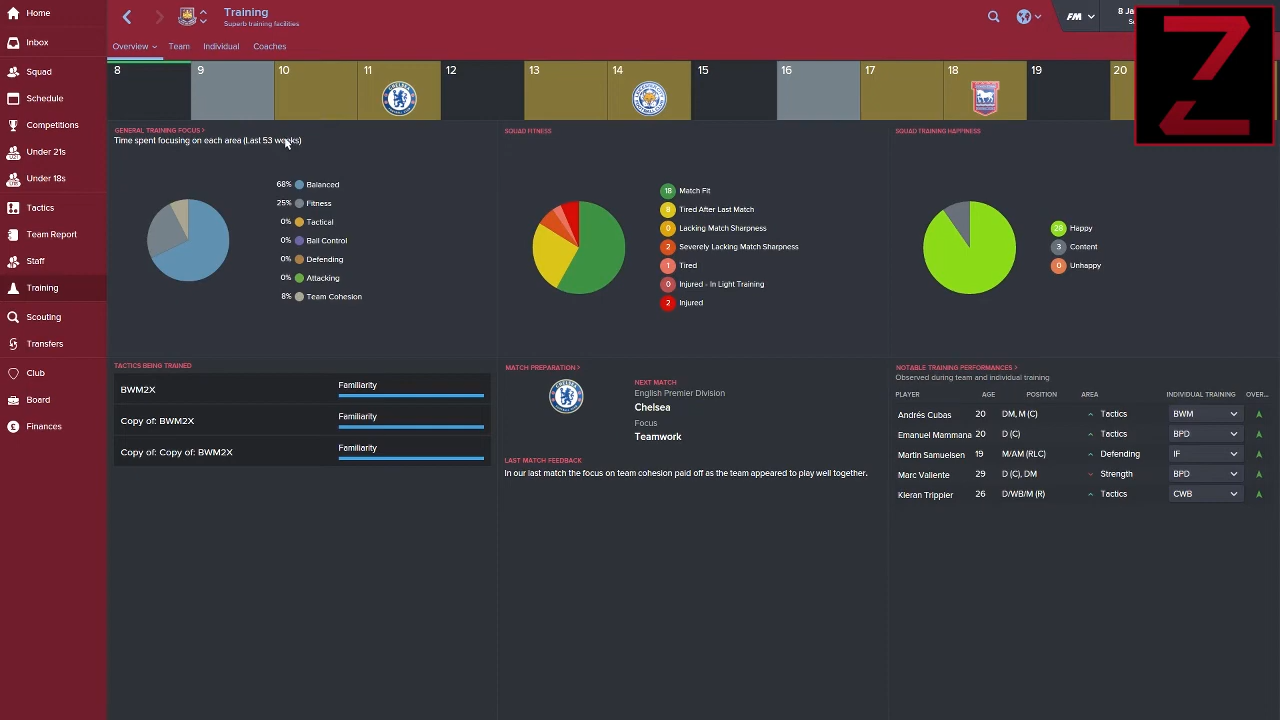 Home
Inbox
Squad
Schedule
Competitions
Under 21s
Under 18s
Tactics
Team Report
Staff
Training
Scouting
Transfers
Club
Board
Finances
Training
Superb training facilities
FM
8 Ja
Overview Team Individual Coaches
8 9 10 11 12 13 14 15 16 17 18 19 20
CHELSEA
GENERAL TRAINING FOCUS >
Time spent focusing on each area (Last 53 weeks)
68% Balanced
25% Fitness
0% Tactical
0% Ball Control
0% Defending
0% Attacking
8% Team Cohesion
SQUAD FITNESS
18 Match Fit
8 Tired After Last Match
0 Lacking Match Sharpness
2 Severely Lacking Match Sharpness
1 Tired
0 Injured - In Light Training
2 Injured
SQUAD TRAINING HAPPINESS
28 Happy
3 Content
0 Unhappy
TACTICS BEING TRAINED
BWM2X Familiarity
Copy of: BWM2X Familiarity
Copy of: Copy of: BWM2X Familiarity
MATCH PREPARATION >
NEXT MATCH
English Premier Division
Chelsea
Focus
Teamwork
LAST MATCH FEEDBACK
In our last match the focus on team cohesion paid off as the team appeared to play well together.
NOTABLE TRAINING PERFORMANCES >
Observed during team and individual training
PLAYER AGE POSITION AREA INDIVIDUAL TRAINING OVER...
Andrés Cubas 20 DM, M (C) Tactics BWM
Emanuel Mammana 20 D (C) Tactics BPD
Martin Samuelsen 19 M/AM (RLC) Defending IF
Marc Valiente 29 D (C), DM Strength BPD
Kieran Trippier 26 D/WB/M (R) Tactics CWB
Z